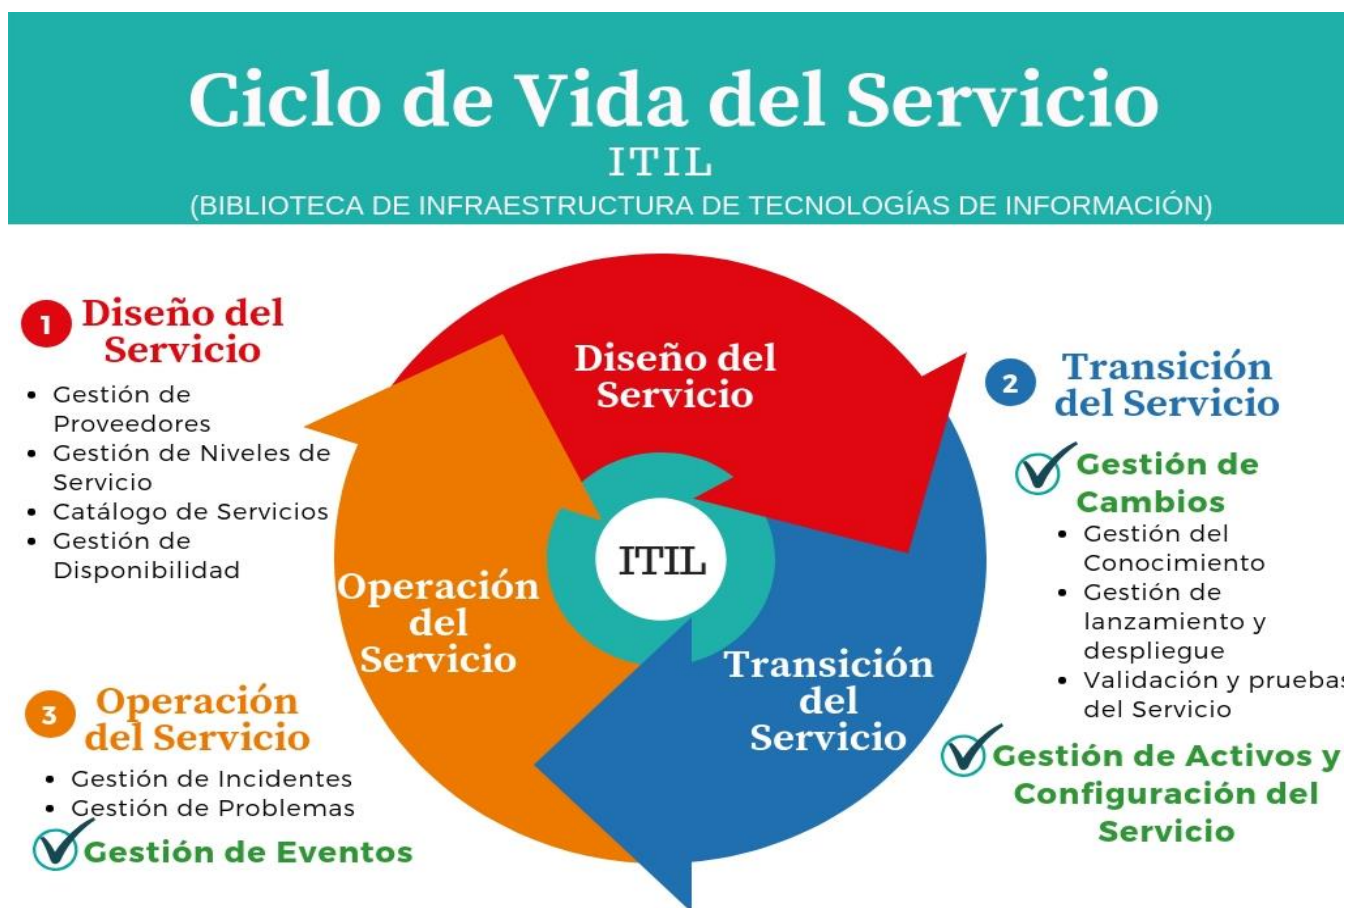 Ciclo de Vida del Servicio
ITIL
(BIBLIOTECA DE INFRAESTRUCTURA DE TECNOLOGÍAS DE INFORMACIÓN)
1 Diseño del
Servicio
• Gestión de
Proveedores
• Gestión de Niveles de
Servicio
• Catálogo de Servicios
• Gestión de
Disponibilidad
Diseño del
Servicio
2 Transición
del Servicio
Gestión de
Cambios
• Gestión del
Conocimiento
• Gestión de
lanzamiento y
despliegue
• Validación y pruebas
del Servicio
Gestión de Activos y
Configuración del
Servicio
ITIL
Operación
del
Servicio
Transición
del
Servicio
3 Operación
del Servicio
• Gestión de Incidentes
• Gestión de Problemas
Gestión de Eventos